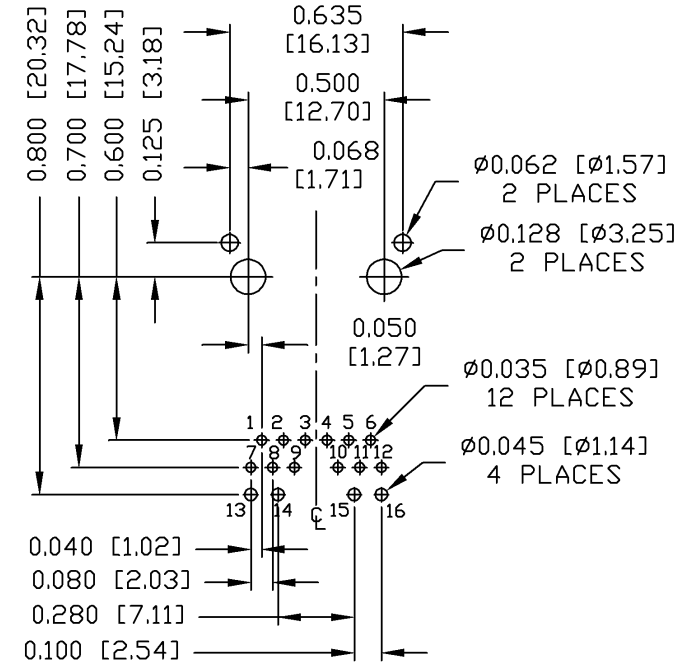 0.635
[16.13]
0.500
[12.70]
0.068
[1.71]
0.800 [20.32]
0.700 [17.78]
0.600 [15.24]
0.125 [3.18]
Ø0.062 [Ø1.57]
2 PLACES
Ø0.128 [Ø3.25]
2 PLACES
0.050
[1.27]
Ø0.035 [Ø0.89]
12 PLACES
1 2 3 4 5 6
7 8 9 10 11 12
Ø0.045 [Ø1.14]
4 PLACES
13 14 15 16
℄
0.040 [1.02]
0.080 [2.03]
0.280 [7.11]
0.100 [2.54]